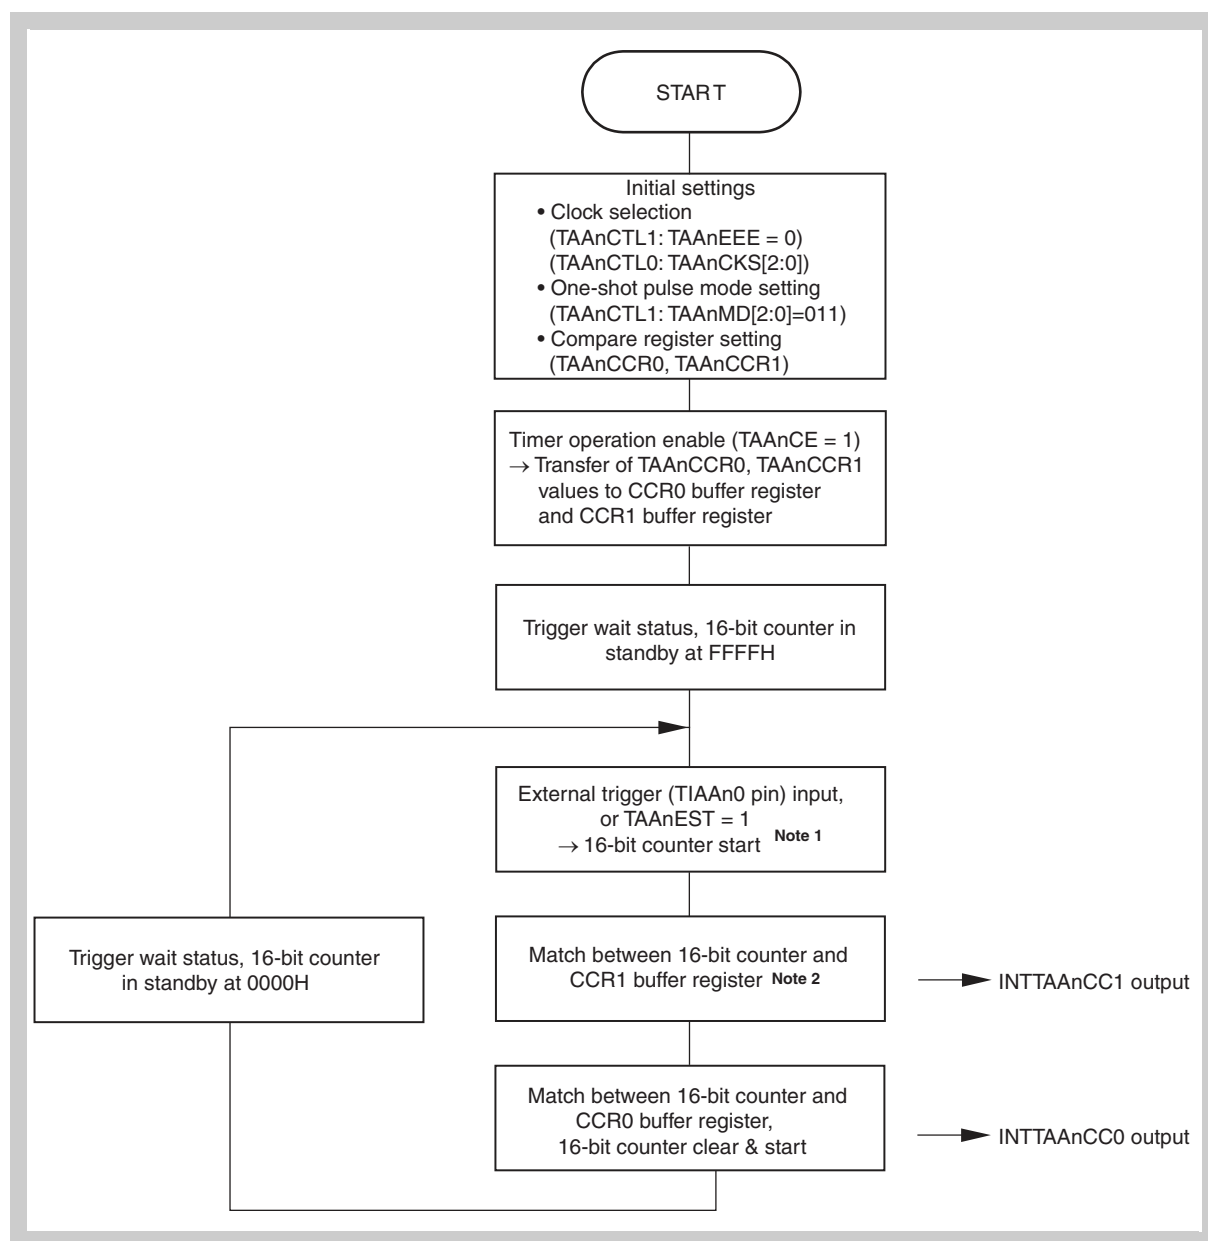 START
Initial settings
• Clock selection
(TAAnCTL1: TAAnEEE = 0)
(TAAnCTL0: TAAnCKS[2:0])
• One-shot pulse mode setting
(TAAnCTL1: TAAnMD[2:0]=011)
• Compare register setting
(TAAnCCR0, TAAnCCR1)
Timer operation enable (TAAnCE = 1)
→ Transfer of TAAnCCR0, TAAnCCR1
values to CCR0 buffer register
and CCR1 buffer register
Trigger wait status, 16-bit counter in
standby at FFFFH
External trigger (TIAAn0 pin) input,
or TAAnEST = 1
→ 16-bit counter start Note 1
Trigger wait status, 16-bit counter
in standby at 0000H
Match between 16-bit counter and
CCR1 buffer register Note 2
INTTAAnCC1 output
Match between 16-bit counter and
CCR0 buffer register,
16-bit counter clear & start
INTTAAnCC0 output